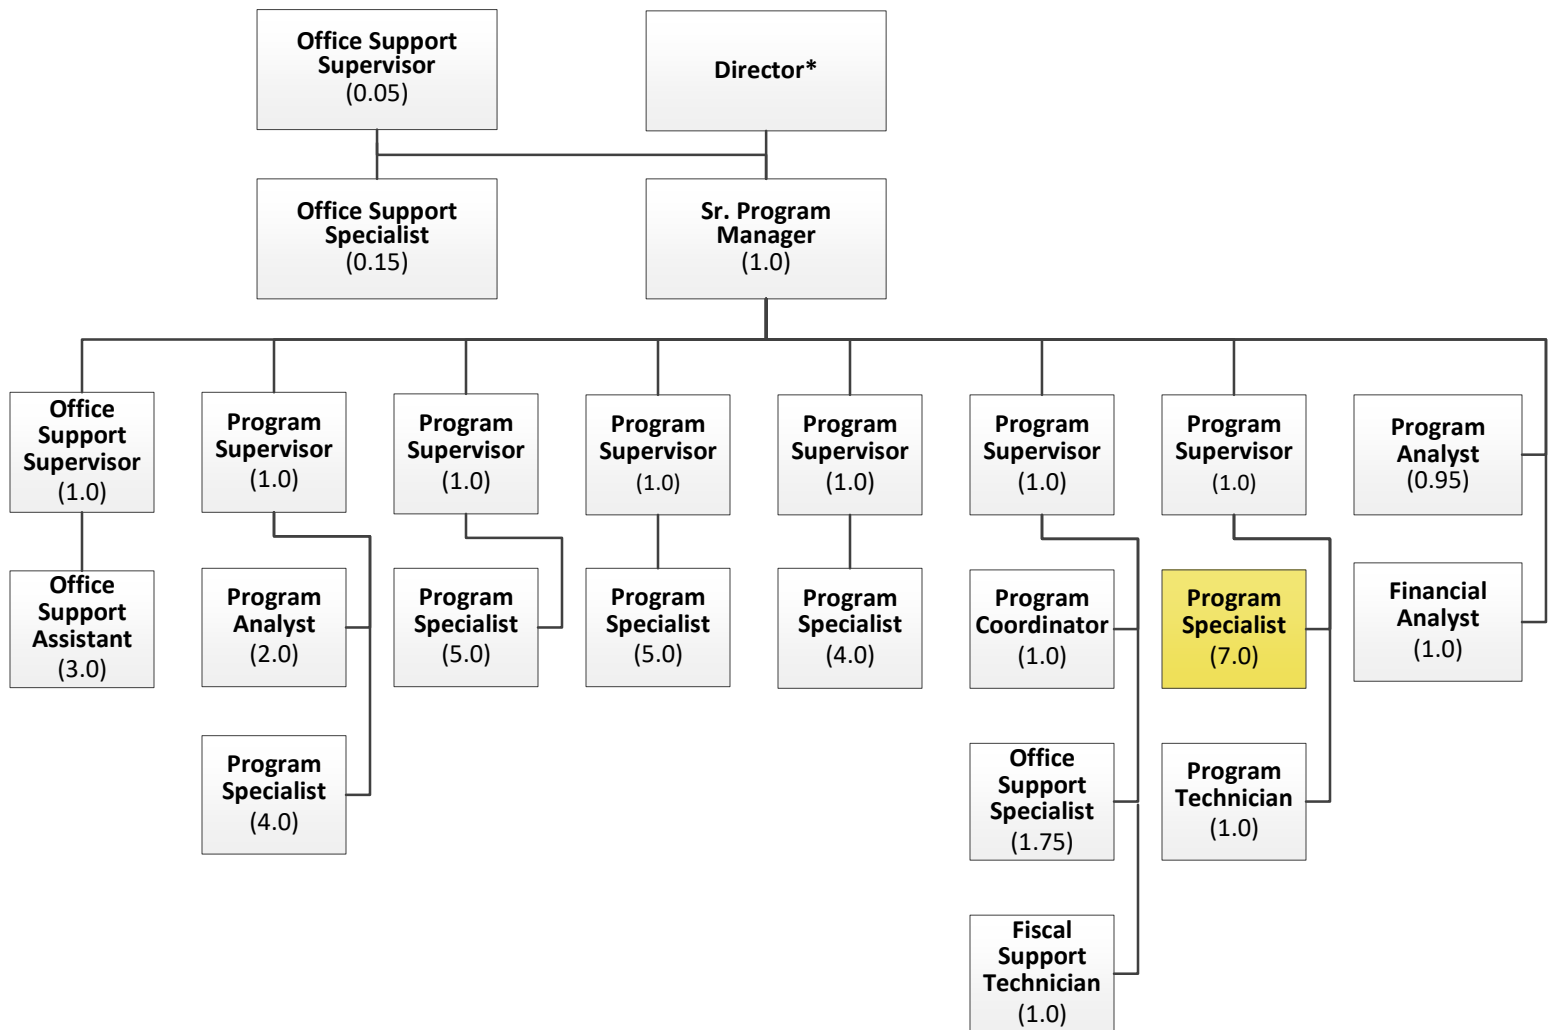 Office Support
Supervisor
(0.05)
Director*
Office Support
Specialist
(0.15)
Sr. Program
Manager
(1.0)
Office
Support
Supervisor
(1.0)
Program
Supervisor
(1.0)
Program
Supervisor
(1.0)
Program
Supervisor
(1.0)
Program
Supervisor
(1.0)
Program
Supervisor
(1.0)
Program
Supervisor
(1.0)
Program
Analyst
(0.95)
Office
Support
Assistant
(3.0)
Program
Analyst
(2.0)
Program
Specialist
(5.0)
Program
Specialist
(5.0)
Program
Specialist
(4.0)
Program
Coordinator
(1.0)
Program
Specialist
(7.0)
Financial
Analyst
(1.0)
Program
Specialist
(4.0)
Office
Support
Specialist
(1.75)
Program
Technician
(1.0)
Fiscal
Support
Technician
(1.0)